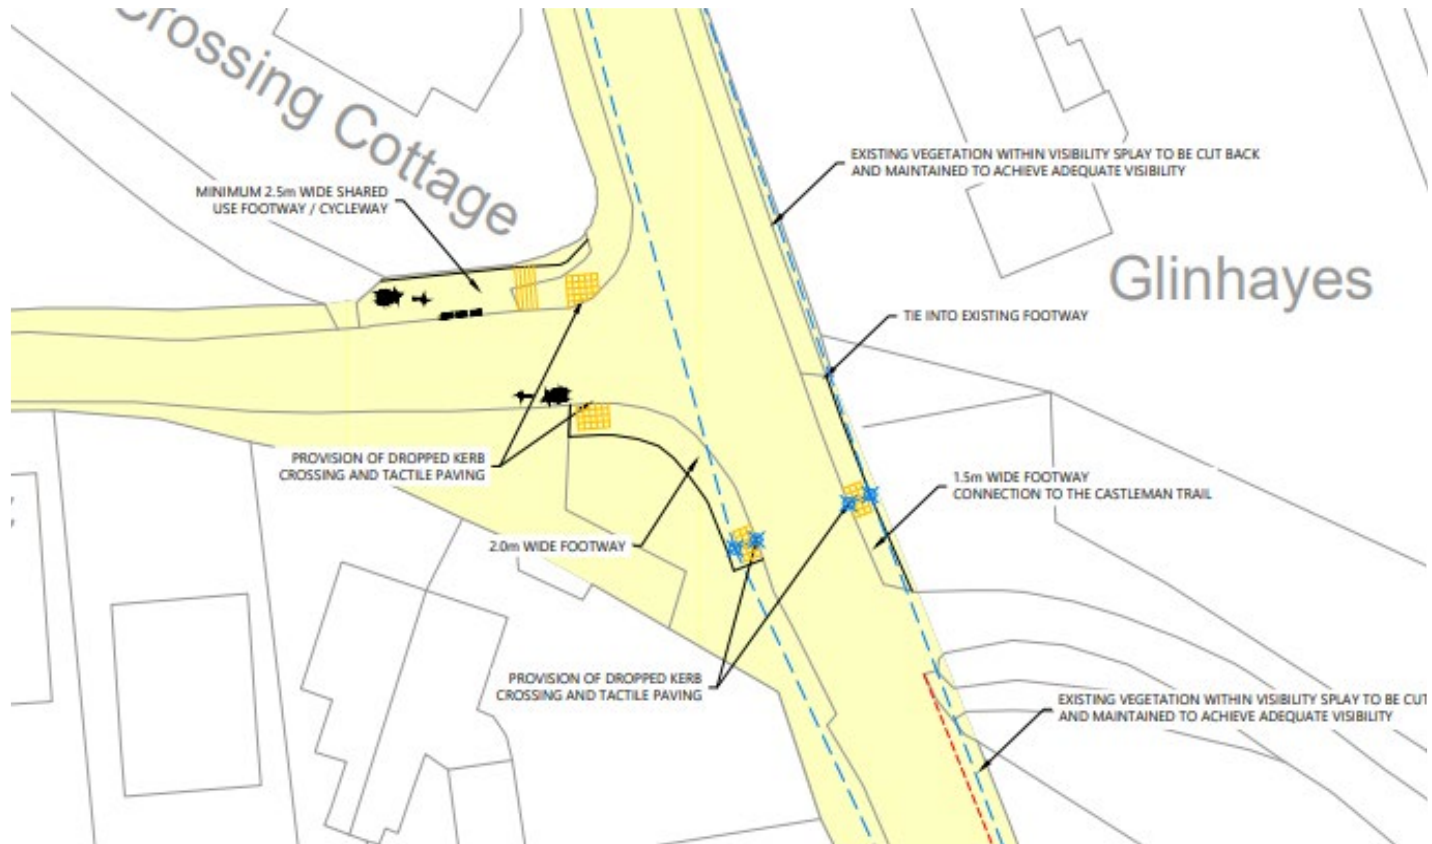 Crossing Cottage
EXISTING VEGETATION WITHIN VISIBILITY SPLAY TO BE CUT BACK
AND MAINTAINED TO ACHIEVE ADEQUATE VISIBILITY
MINIMUM 2.5m WIDE SHARED
USE FOOTWAY / CYCLEWAY
Glinhayes
TIE INTO EXISTING FOOTWAY
PROVISION OF DROPPED KERB
CROSSING AND TACTILE PAVING
1.5m WIDE FOOTWAY
CONNECTION TO THE CASTLEMAN TRAIL
2.0m WIDE FOOTWAY
PROVISION OF DROPPED KERB
CROSSING AND TACTILE PAVING
EXISTING VEGETATION WITHIN VISIBILITY SPLAY TO BE CUT
AND MAINTAINED TO ACHIEVE ADEQUATE VISIBILITY